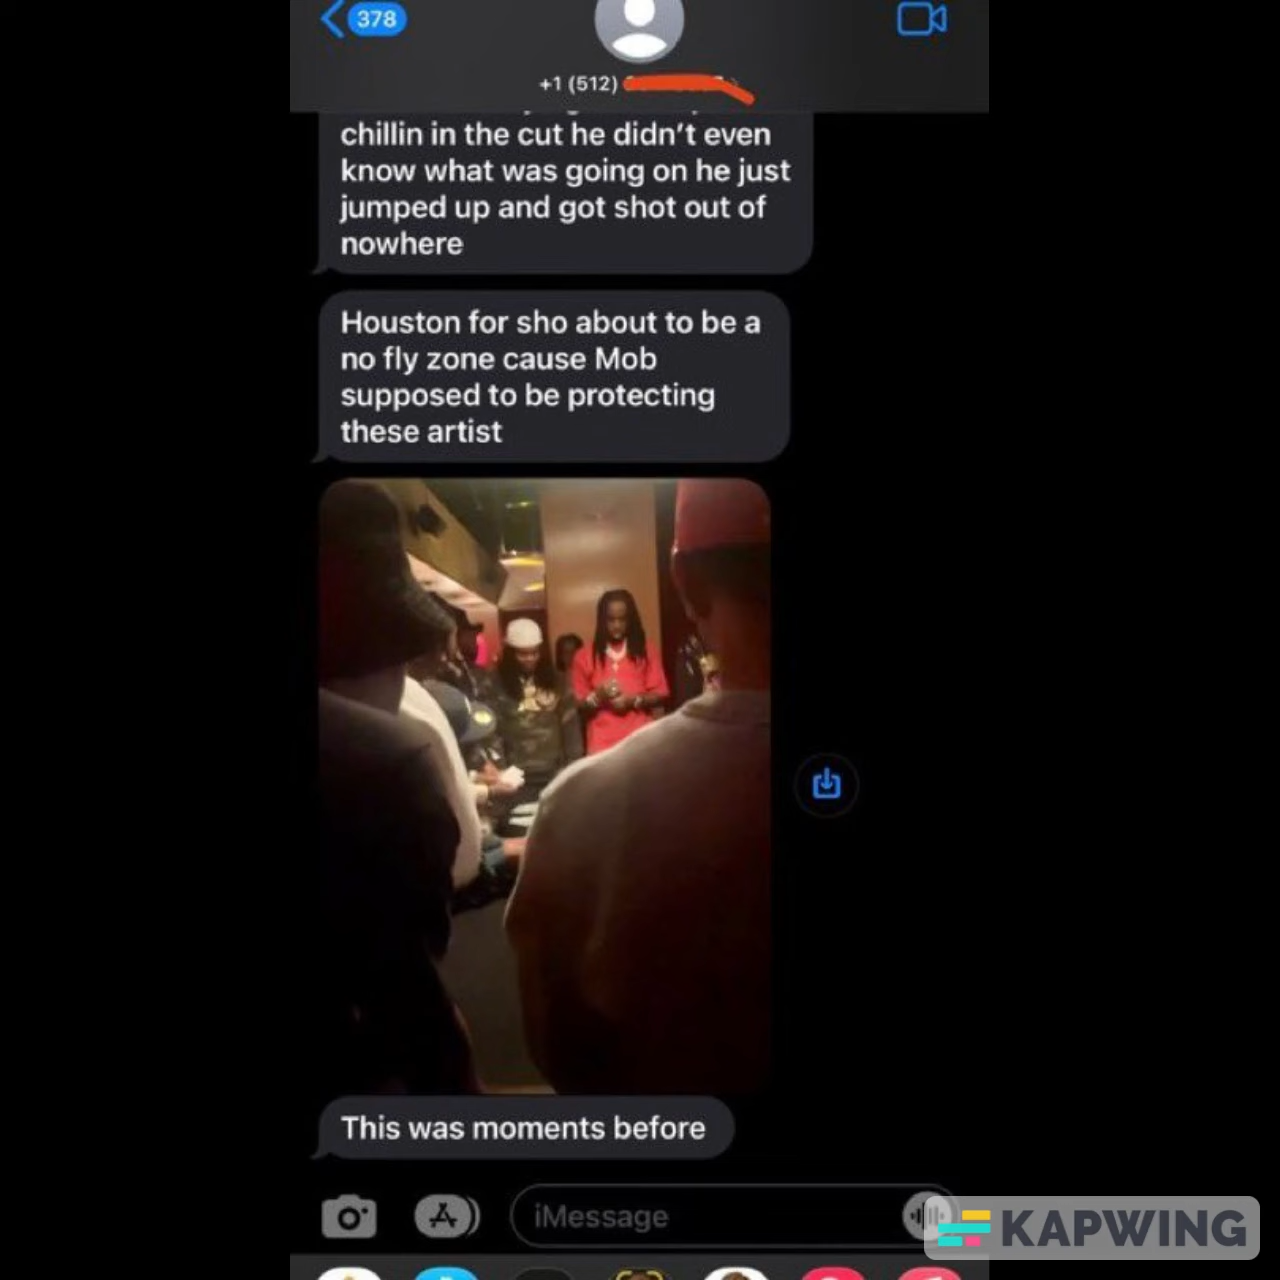 378
+1 (512)
chillin in the cut he didn't even
know what was going on he just
jumped up and got shot out of
nowhere
Houston for sho about to be a
no fly zone cause Mob
supposed to be protecting
these artist
This was moments before
iMessage
KAPWING